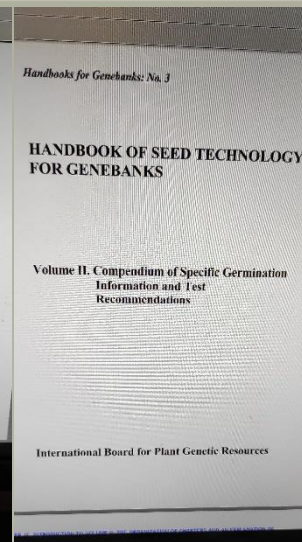 Handbooks for Genebanks: No. 3
HANDBOOK OF SEED TECHNOLOGY
FOR GENEBANKS
Volume II. Compendium of Specific Germination
Information and Test
Recommendations
International Board for Plant Genetic Resources